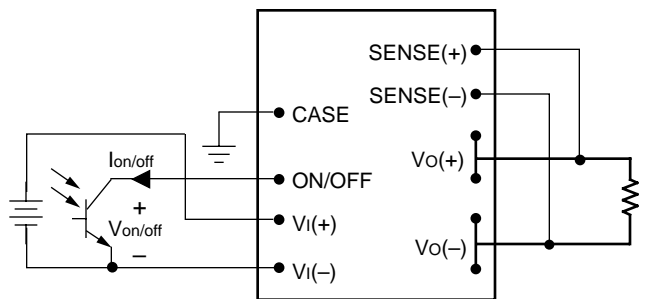 SENSE(+)
SENSE(–)
CASE
Ion/off
ON/OFF
VO(+)
+
Von/off
–
VI(+)
VI(–)
VO(–)